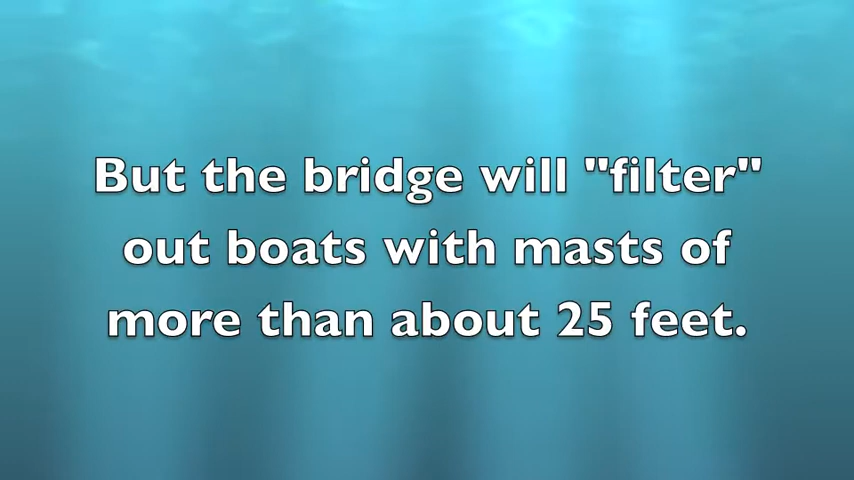 But the bridge will "filter"
out boats with masts of
more than about 25 feet.